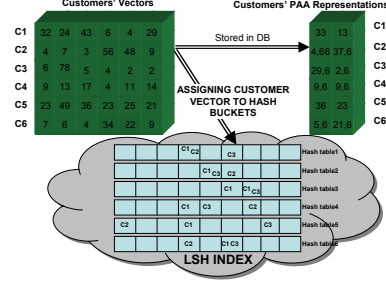 Customers' Vectors
Customers' PAA Representations
C1 32 24 43 6 4 29
C2 4 7 3 56 48 9
C3 6 78 5 4 2 2
C4 9 13 17 4 11 14
C5 23 49 36 23 25 21
C6 7 6 4 34 22 9
Stored in DB
33 13 C1
4,66 37,6 C2
29,6 2,6 C3
9,6 9,6 C4
36 23 C5
5,6 21,6 C6
ASSIGNING CUSTOMER
VECTOR TO HASH
BUCKETS
C1 C2 C3 Hash table1
C1 C3 C2 Hash table2
C1 C1 C3 Hash table3
C1 C3 C2 Hash table4
C2 C1 C3 Hash table5
C2 C1 C3 Hash table6
LSH INDEX